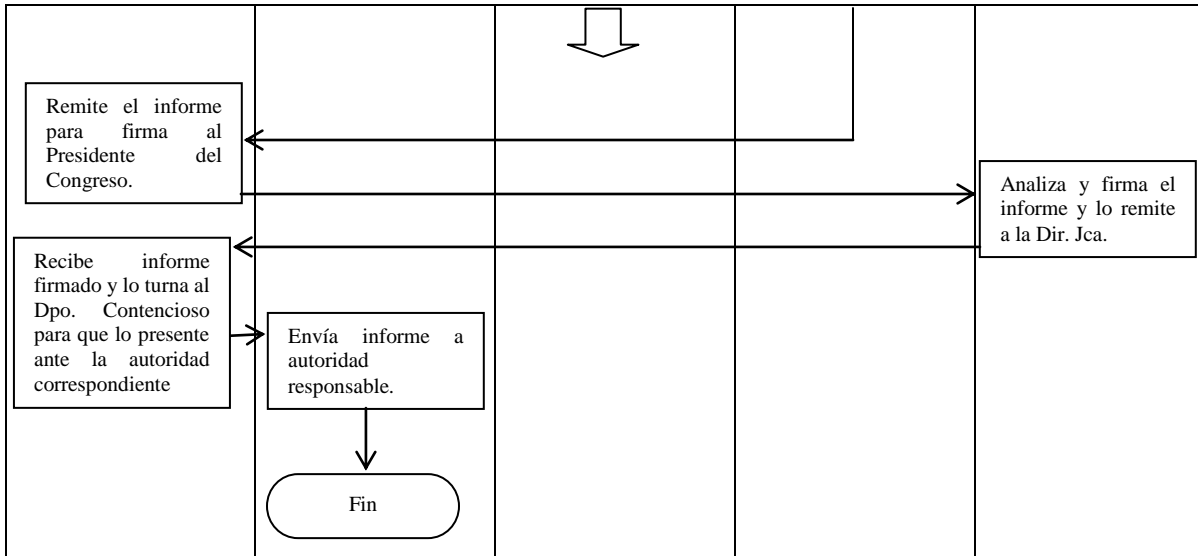 Remite el informe
para firma al
Presidente del
Congreso.
Analiza y firma el
informe y lo remite
a la Dir. Jca.
Recibe informe
firmado y lo turna al
Dpo. Contencioso
para que lo presente
ante la autoridad
correspondiente
Envía informe a
autoridad
responsable.
Fin